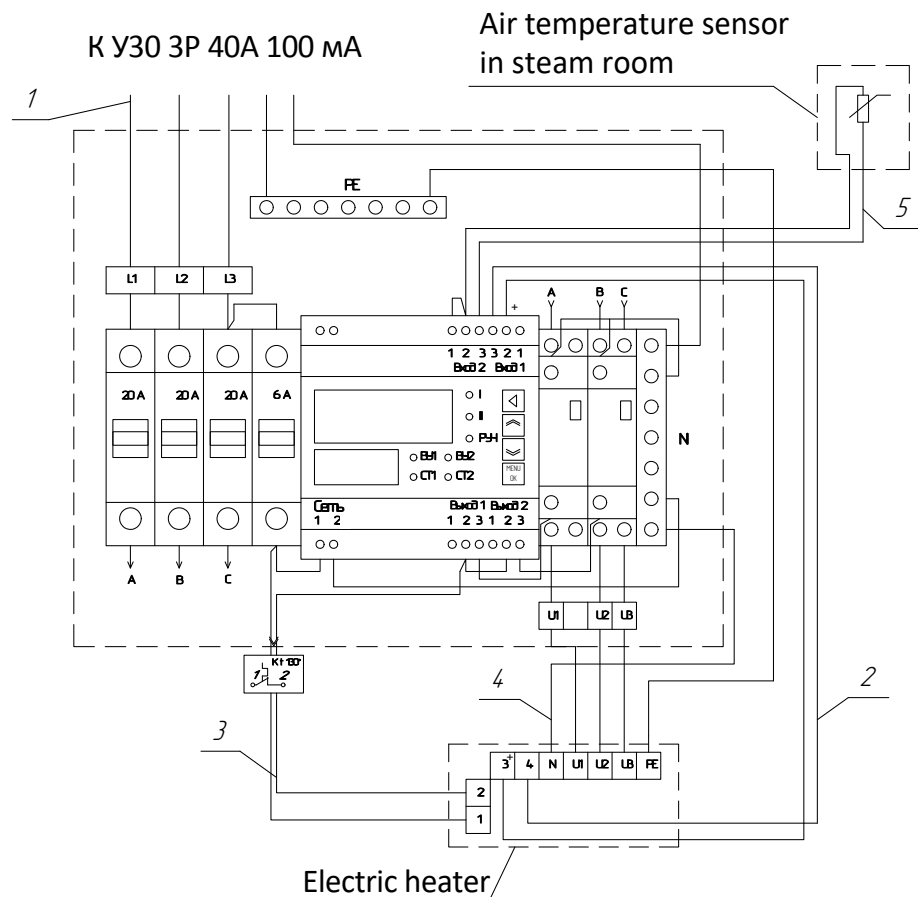 К УЗО 3Р 40А 100 мА
Air temperature sensor
in steam room
1
PE
5
L1 L2 L3
A B C
+
1 2 3 3 2 1
Вход 2 Вход 1
20 A 20 A 20 A 6 A
I
II
РУЧ
N
ВУ1 ВУ2
СТ1 СТ2
MENU
OK
Сеть
1 2
Выход 1 Выход 2
1 2 3 1 2 3
A B C
U1 U2 U3
Kt 130°
1 2
4
2
3
3+ 4 N U1 U2 U3 PE
2
1
Electric heater